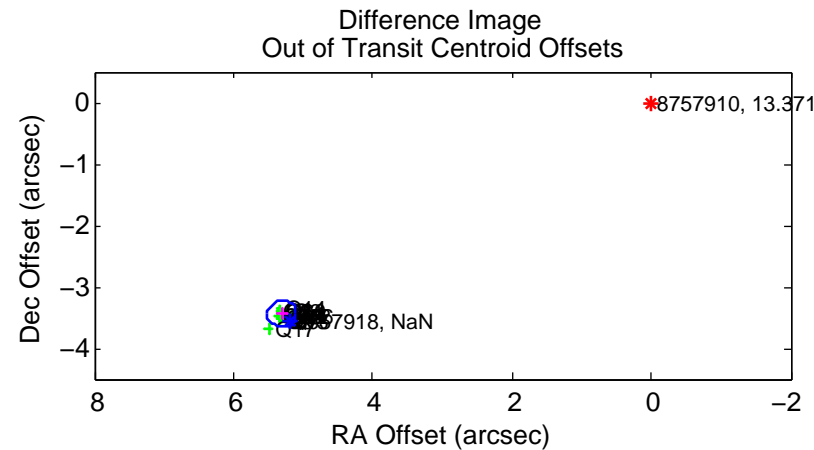 Difference Image
Out of Transit Centroid Offsets
Dec Offset (arcsec)
0
−1
−2
−3
−4
8757910, 13.371
7918, NaN
Q17
8
6
4
2
0
−2
RA Offset (arcsec)